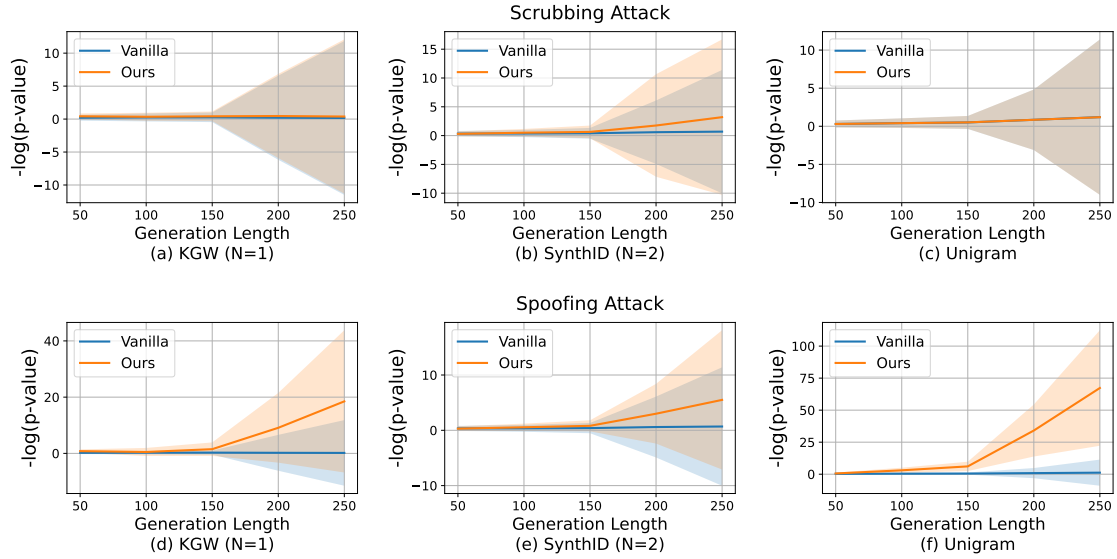 Scrubbing Attack
-log(p-value)
10
5
0
−5
−10
Vanilla
Ours
50 100 150 200 250
Generation Length
(a) KGW (N=1)
-log(p-value)
15
10
5
0
−5
−10
Vanilla
Ours
50 100 150 200 250
Generation Length
(b) SynthID (N=2)
-log(p-value)
10
5
0
−5
−10
Vanilla
Ours
50 100 150 200 250
Generation Length
(c) Unigram
Spoofing Attack
-log(p-value)
40
20
0
Vanilla
Ours
50 100 150 200 250
Generation Length
(d) KGW (N=1)
-log(p-value)
10
0
−10
Vanilla
Ours
50 100 150 200 250
Generation Length
(e) SynthID (N=2)
-log(p-value)
100
75
50
25
0
Vanilla
Ours
50 100 150 200 250
Generation Length
(f) Unigram